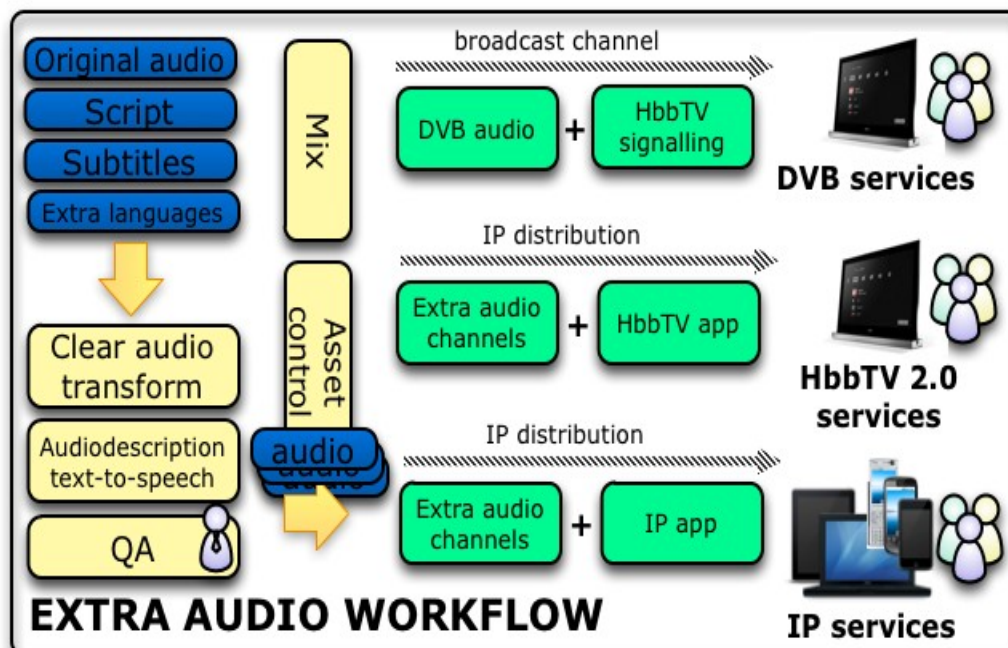 Original audio
Script
Subtitles
Extra languages
Clear audio
transform
Audiodescription
text-to-speech
QA
Mix
Asset
control
audio
audio
audio
broadcast channel
DVB audio
+
HbbTV
signalling
DVB services
IP distribution
Extra audio
channels
+
HbbTV app
HbbTV 2.0
services
IP distribution
Extra audio
channels
+
IP app
IP services
EXTRA AUDIO WORKFLOW